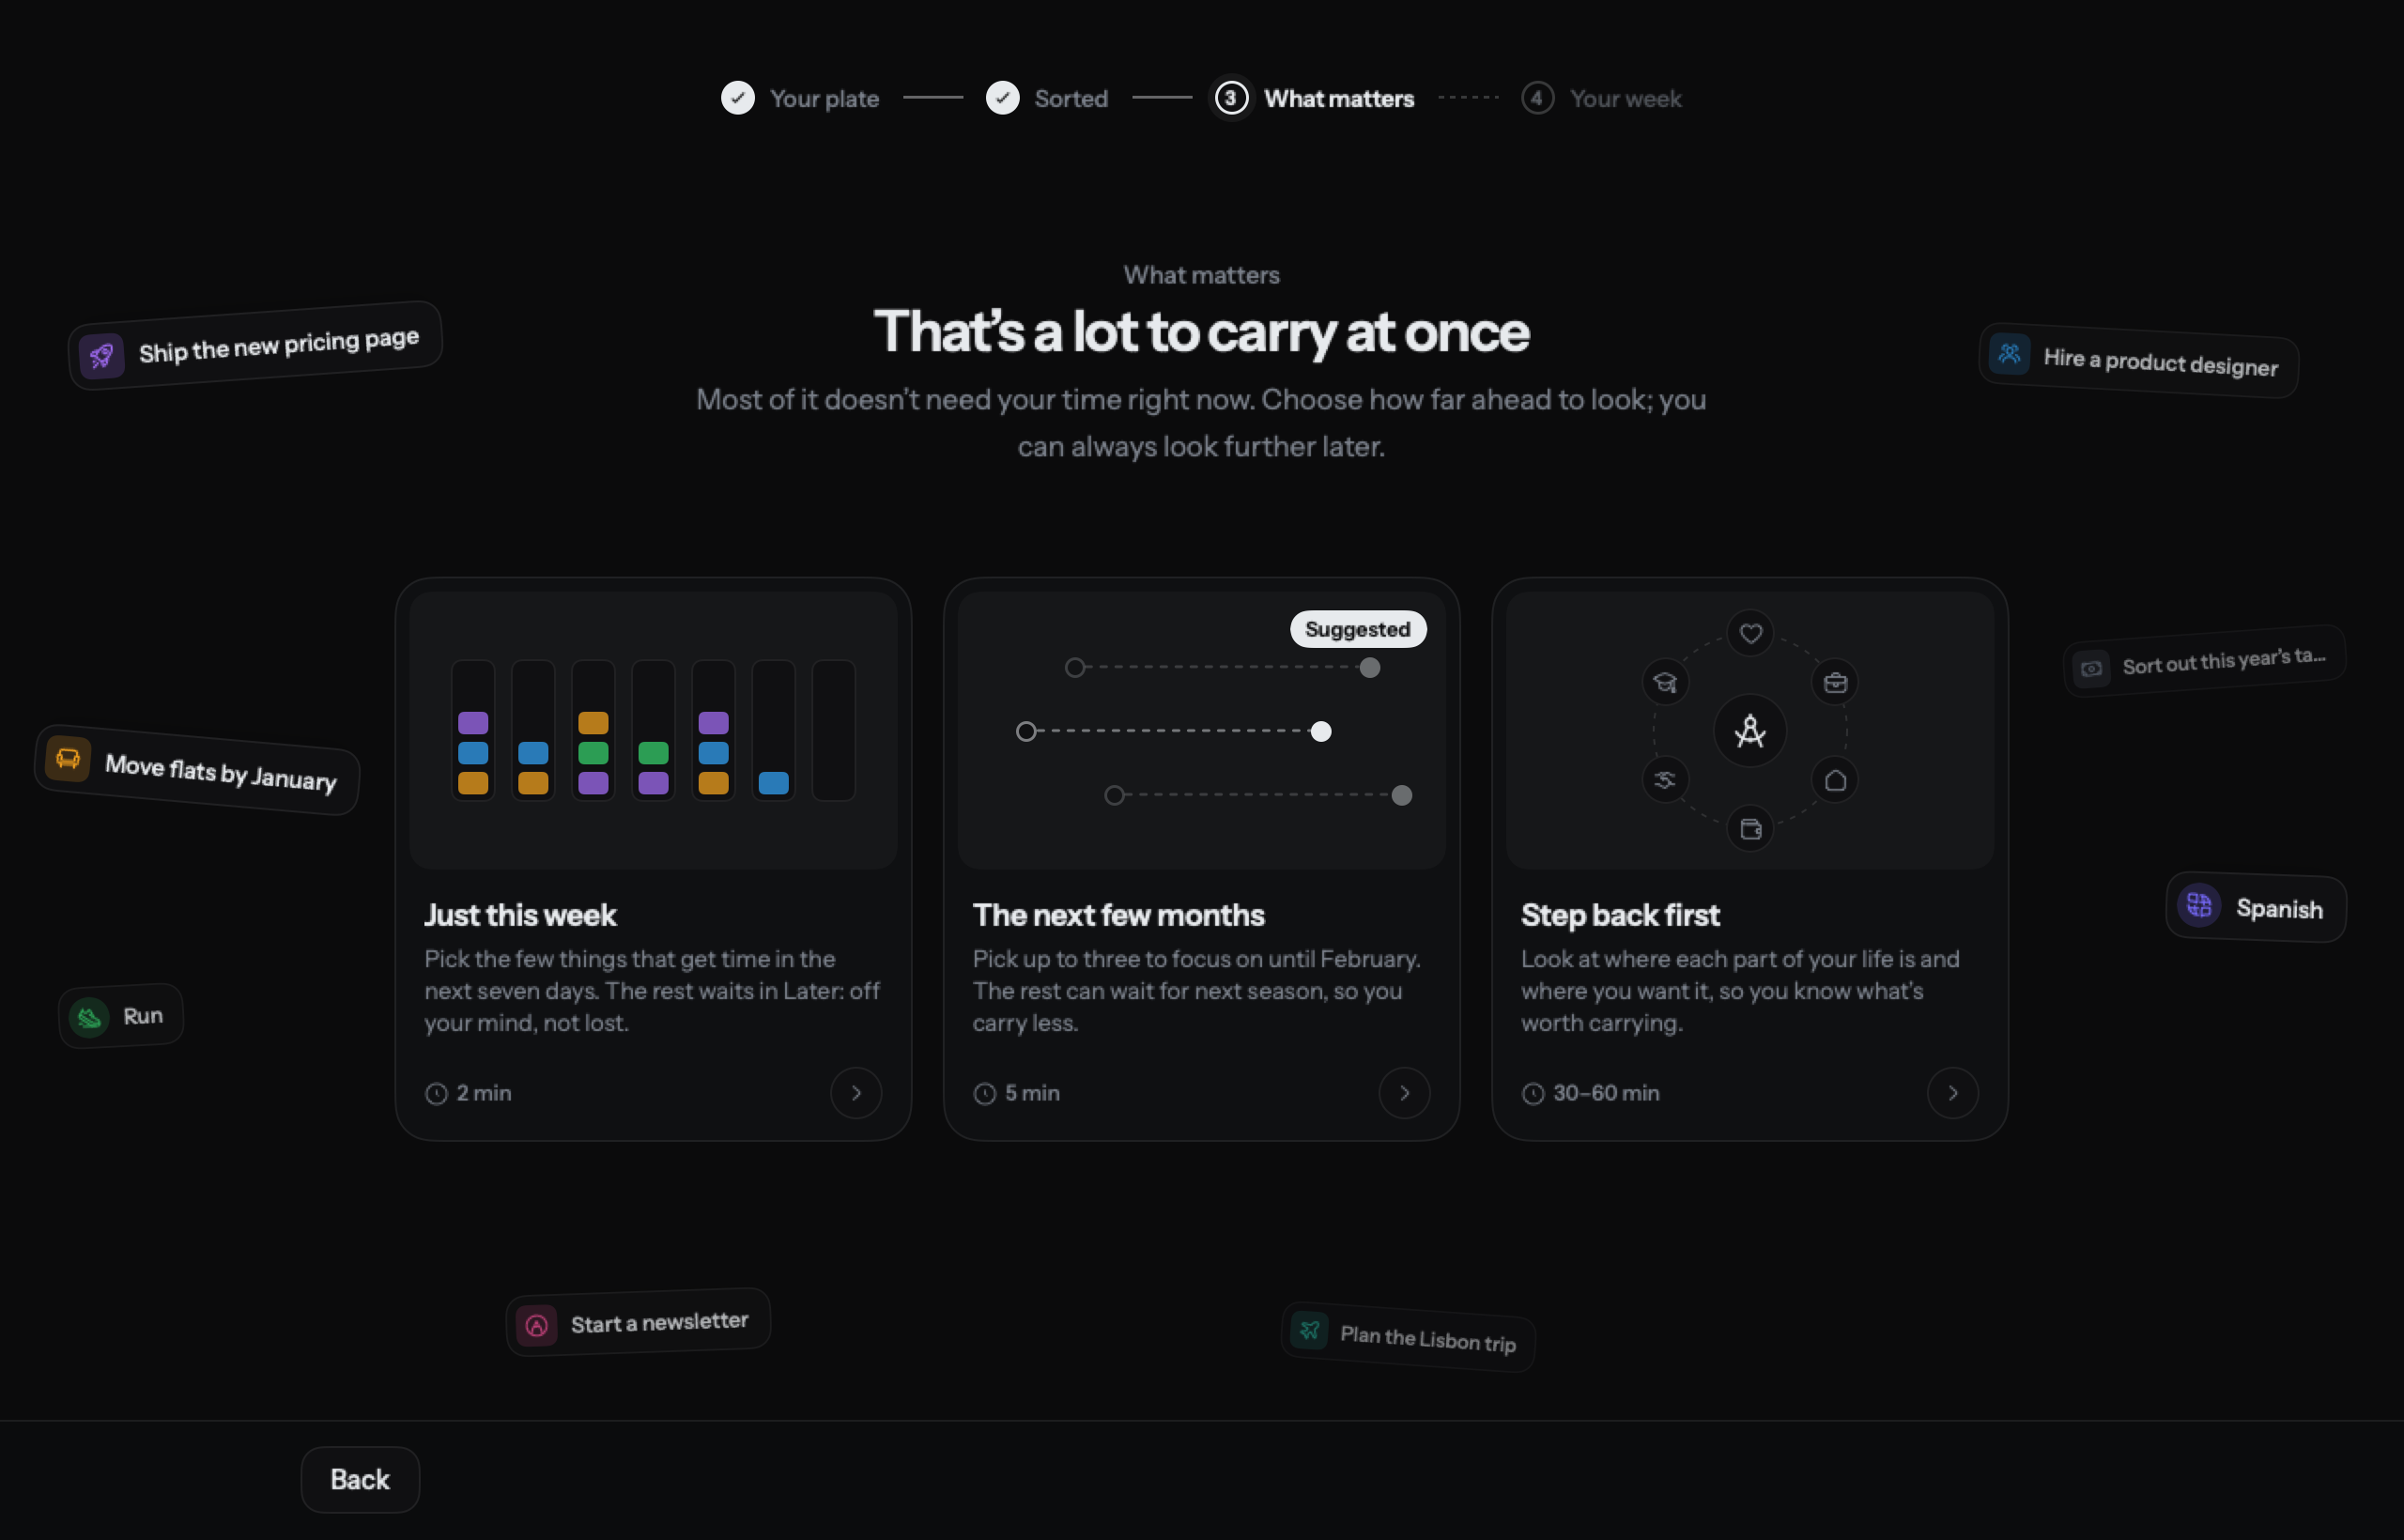 Your plate
Sorted
3 What matters
4 Your week
What matters
That's a lot to carry at once
Most of it doesn't need your time right now. Choose how far ahead to look; you
can always look further later.
Ship the new pricing page
Hire a product designer
Sort out this year's ta...
Move flats by January
Spanish
Run
Just this week
Pick the few things that get time in the
next seven days. The rest waits in Later: off
your mind, not lost.
2 min
Suggested
The next few months
Pick up to three to focus on until February.
The rest can wait for next season, so you
carry less.
5 min
Step back first
Look at where each part of your life is and
where you want it, so you know what's
worth carrying.
30–60 min
Start a newsletter
Plan the Lisbon trip
Back